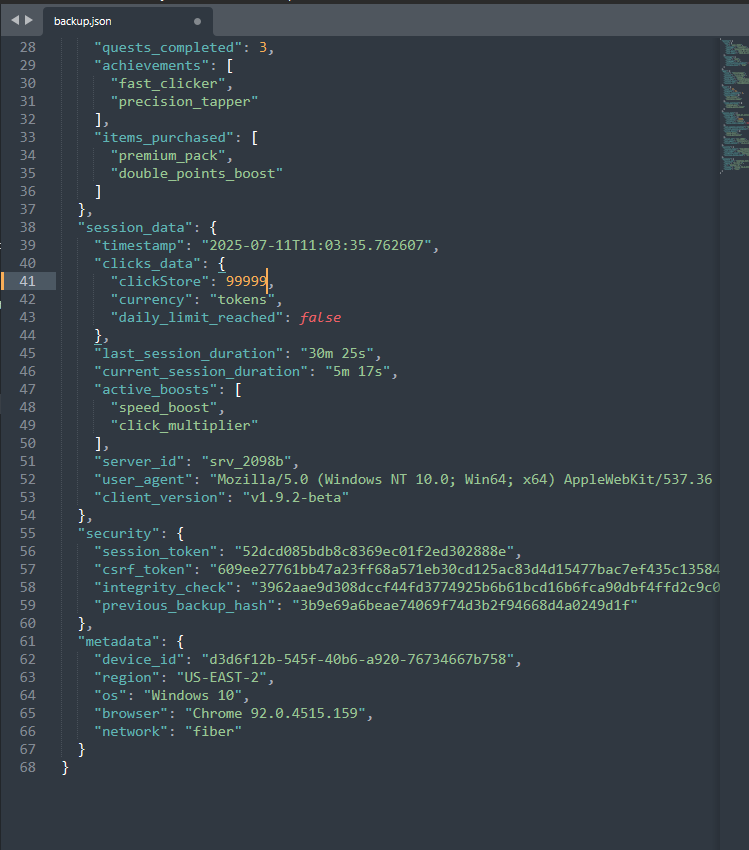 backup.json
28 "quests_completed": 3,
29 "achievements": [
30 "fast_clicker",
31 "precision_tapper"
32 ],
33 "items_purchased": [
34 "premium_pack",
35 "double_points_boost"
36 ]
37 },
38 "session_data": {
39 "timestamp": "2025-07-11T11:03:35.762607",
40 "clicks_data": {
41 "clickStore": 99999,
42 "currency": "tokens",
43 "daily_limit_reached": false
44 },
45 "last_session_duration": "30m 25s",
46 "current_session_duration": "5m 17s",
47 "active_boosts": [
48 "speed_boost",
49 "click_multiplier"
50 ],
51 "server_id": "srv_2098b",
52 "user_agent": "Mozilla/5.0 (Windows NT 10.0; Win64; x64) AppleWebKit/537.36
53 "client_version": "v1.9.2-beta"
54 },
55 "security": {
56 "session_token": "52dcd085bdb8c8369ec01f2ed302888e",
57 "csrf_token": "609ee27761bb47a23ff68a571eb30cd125ac83d4d15477bac7ef435c13584
58 "integrity_check": "3962aae9d308dccf44fd3774925b6b61bcd16b6fca90dbf4ffd2c9c0
59 "previous_backup_hash": "3b9e69a6beae74069f74d3b2f94668d4a0249d1f"
60 },
61 "metadata": {
62 "device_id": "d3d6f12b-545f-40b6-a920-76734667b758",
63 "region": "US-EAST-2",
64 "os": "Windows 10",
65 "browser": "Chrome 92.0.4515.159",
66 "network": "fiber"
67 }
68 }